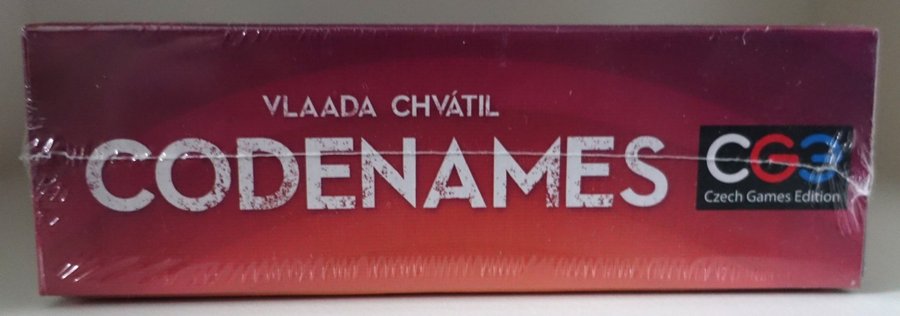 VLAADA CHVÁTIL
CODENAMES
CGE
Czech Games Edition